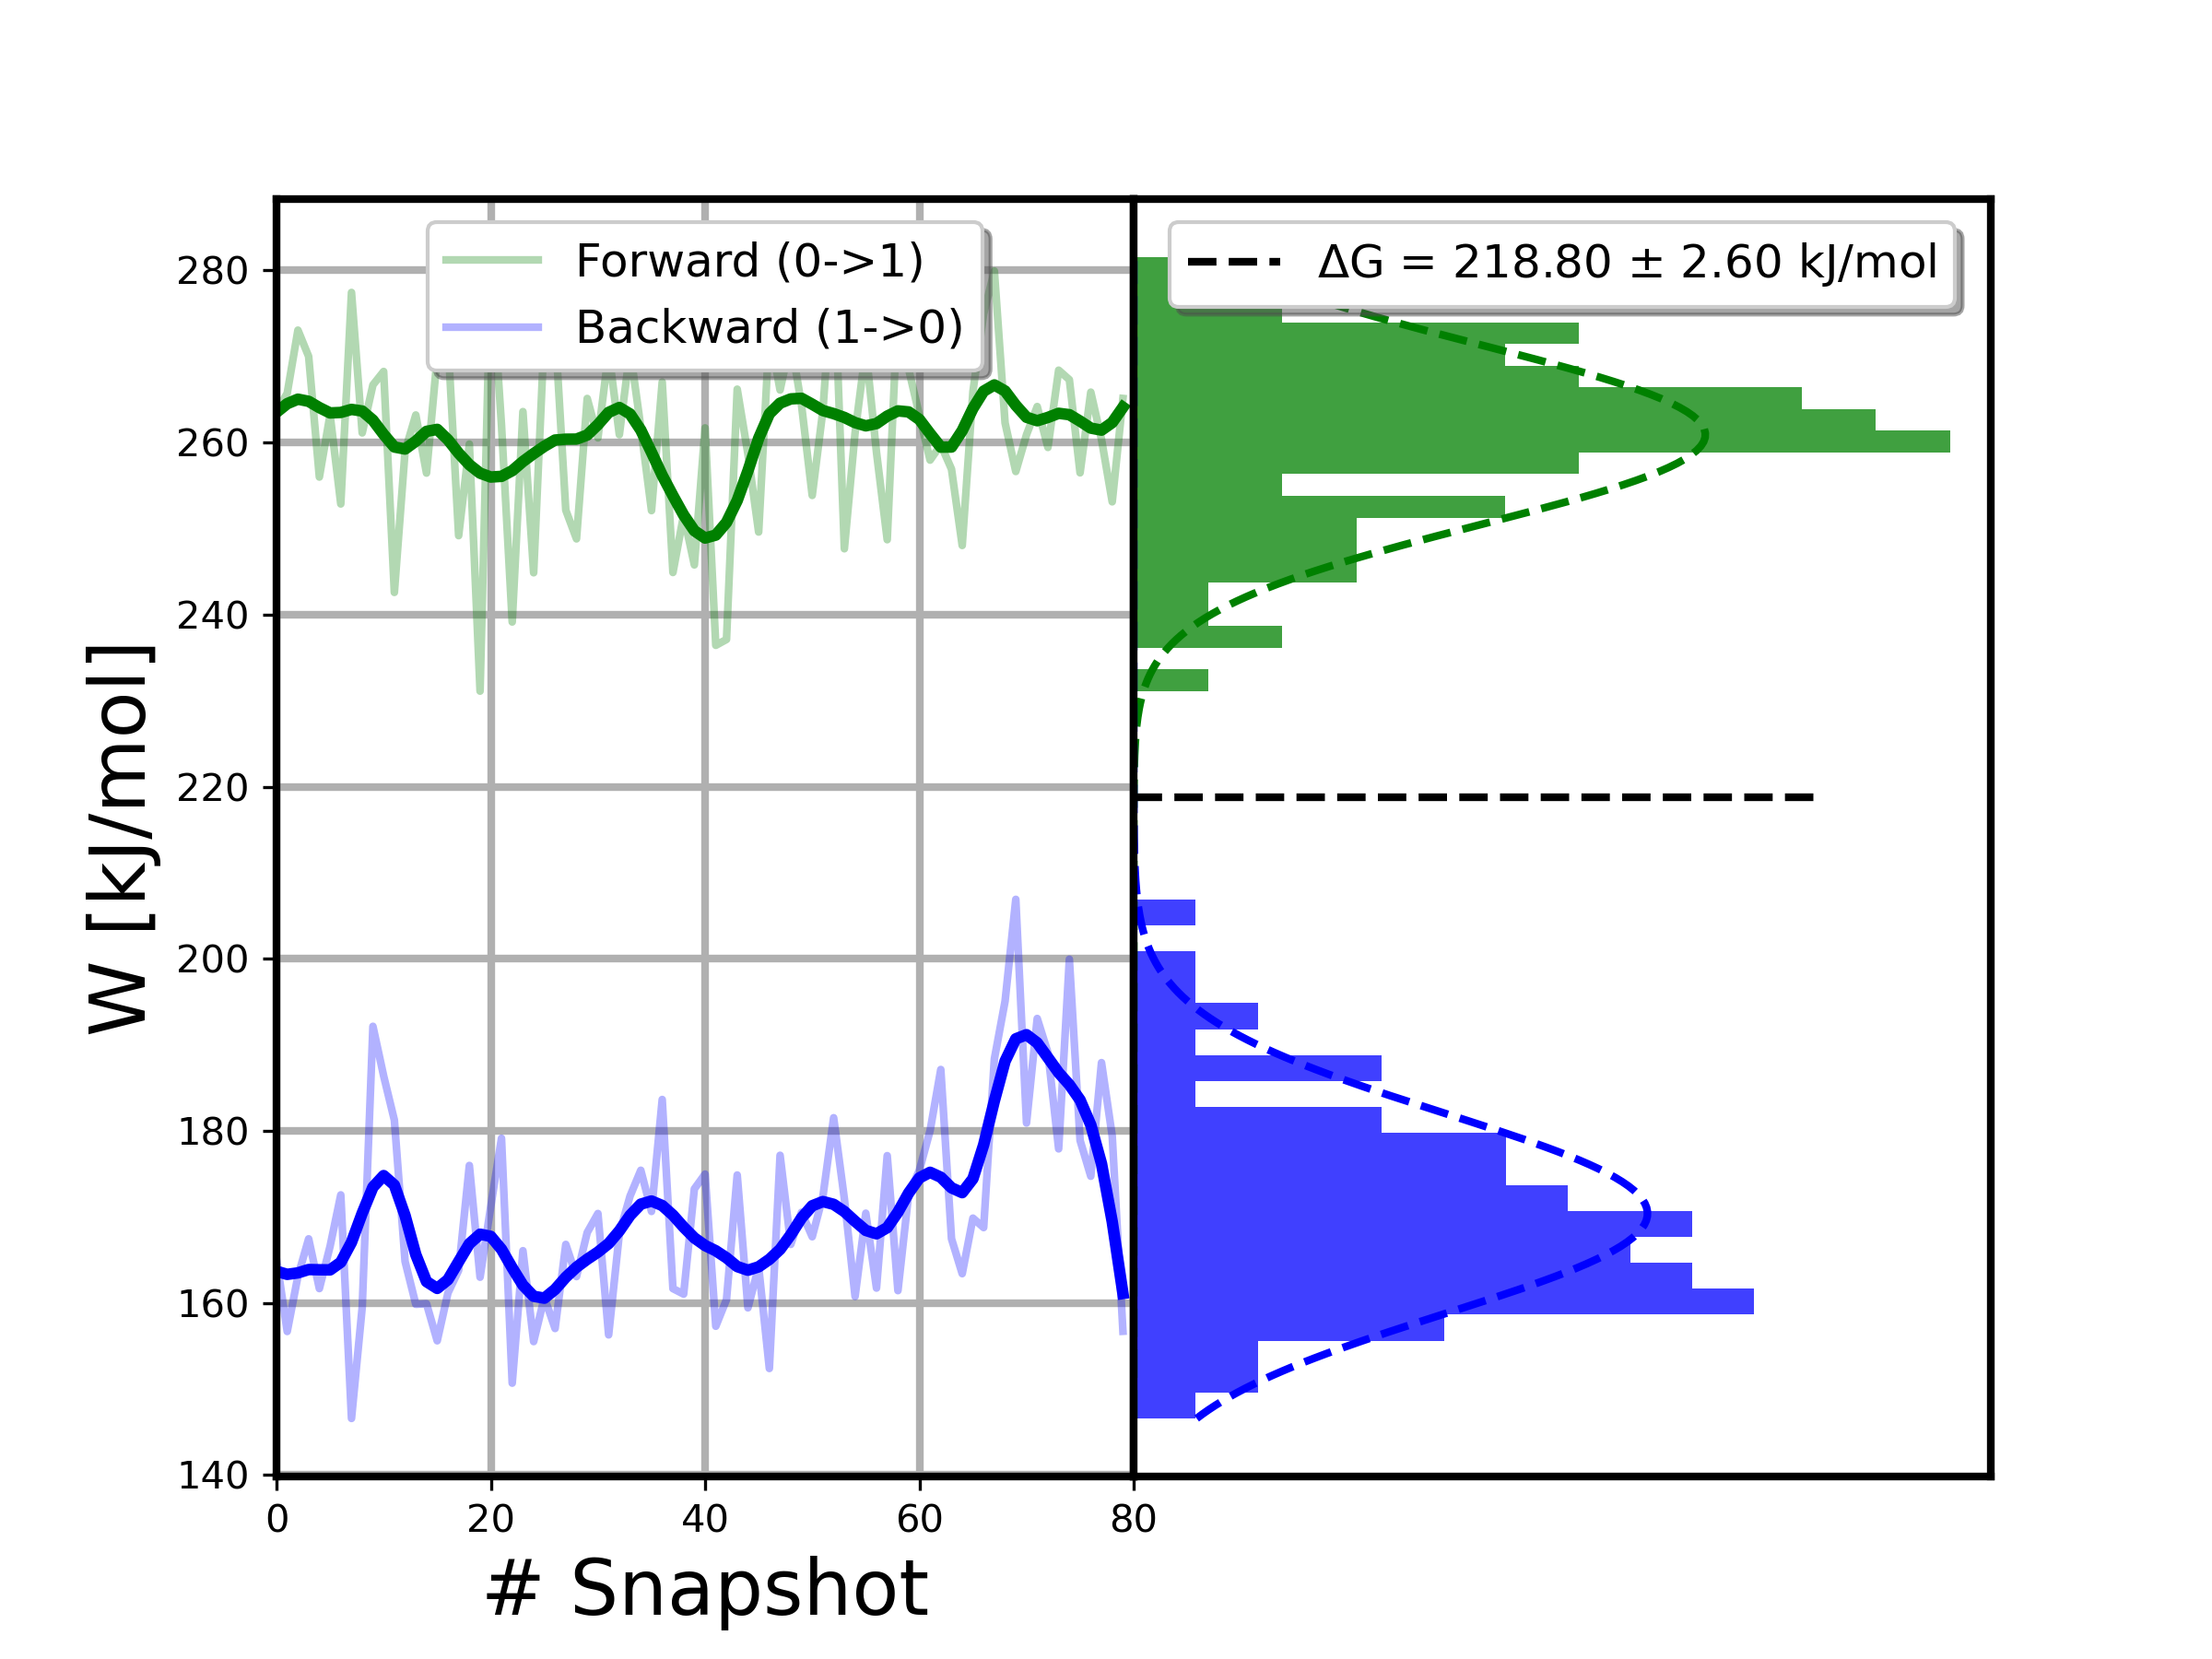 Forward (0->1)
Backward (1->0)
ΔG = 218.80 ± 2.60 kJ/mol
W [kJ/mol]
280
260
240
220
200
180
160
140
0 20 40 60 80
# Snapshot